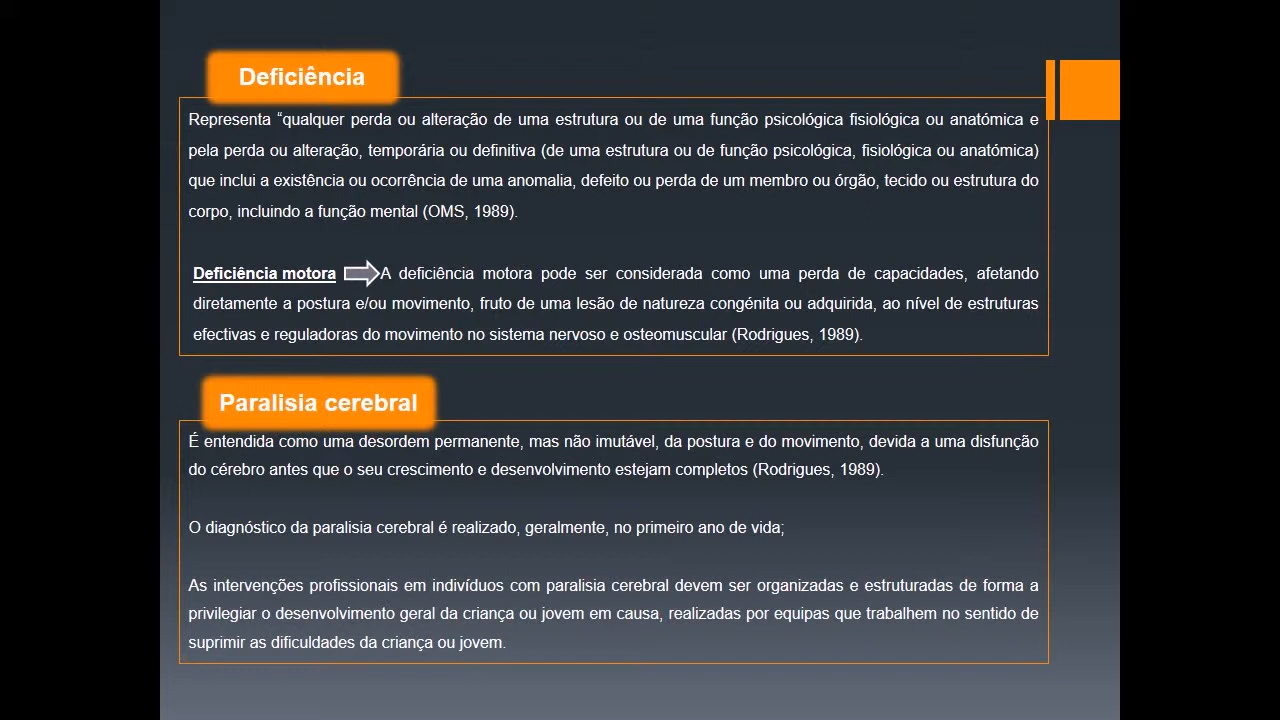 Deficiência
Representa “qualquer perda ou alteração de uma estrutura ou de uma função psicológica fisiológica ou anatómica e
pela perda ou alteração, temporária ou definitiva (de uma estrutura ou de função psicológica, fisiológica ou anatómica)
que inclui a existência ou ocorrência de uma anomalia, defeito ou perda de um membro ou órgão, tecido ou estrutura do
corpo, incluindo a função mental (OMS, 1989).
Deficiência motora A deficiência motora pode ser considerada como uma perda de capacidades, afetando
diretamente a postura e/ou movimento, fruto de uma lesão de natureza congénita ou adquirida, ao nível de estruturas
efectivas e reguladoras do movimento no sistema nervoso e osteomuscular (Rodrigues, 1989).
Paralisia cerebral
É entendida como uma desordem permanente, mas não imutável, da postura e do movimento, devida a uma disfunção
do cérebro antes que o seu crescimento e desenvolvimento estejam completos (Rodrigues, 1989).
O diagnóstico da paralisia cerebral é realizado, geralmente, no primeiro ano de vida;
As intervenções profissionais em indivíduos com paralisia cerebral devem ser organizadas e estruturadas de forma a
privilegiar o desenvolvimento geral da criança ou jovem em causa, realizadas por equipas que trabalhem no sentido de
suprimir as dificuldades da criança ou jovem.